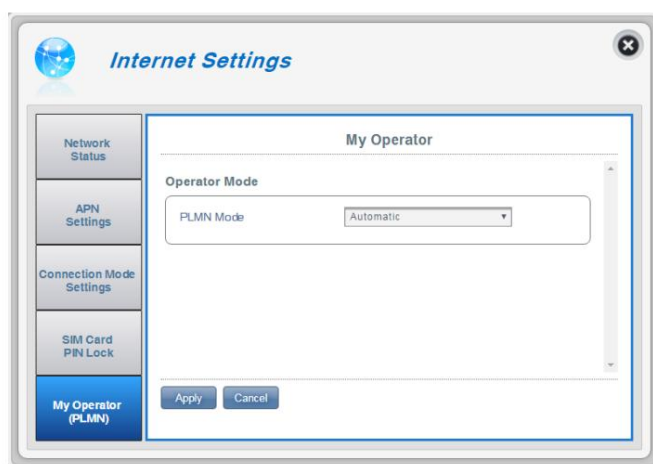 Internet Settings
Network
Status
APN
Settings
Connection Mode
Settings
SIM Card
PIN Lock
My Operator
(PLMN)
My Operator
Operator Mode
PLMN Mode
Automatic
Apply
Cancel